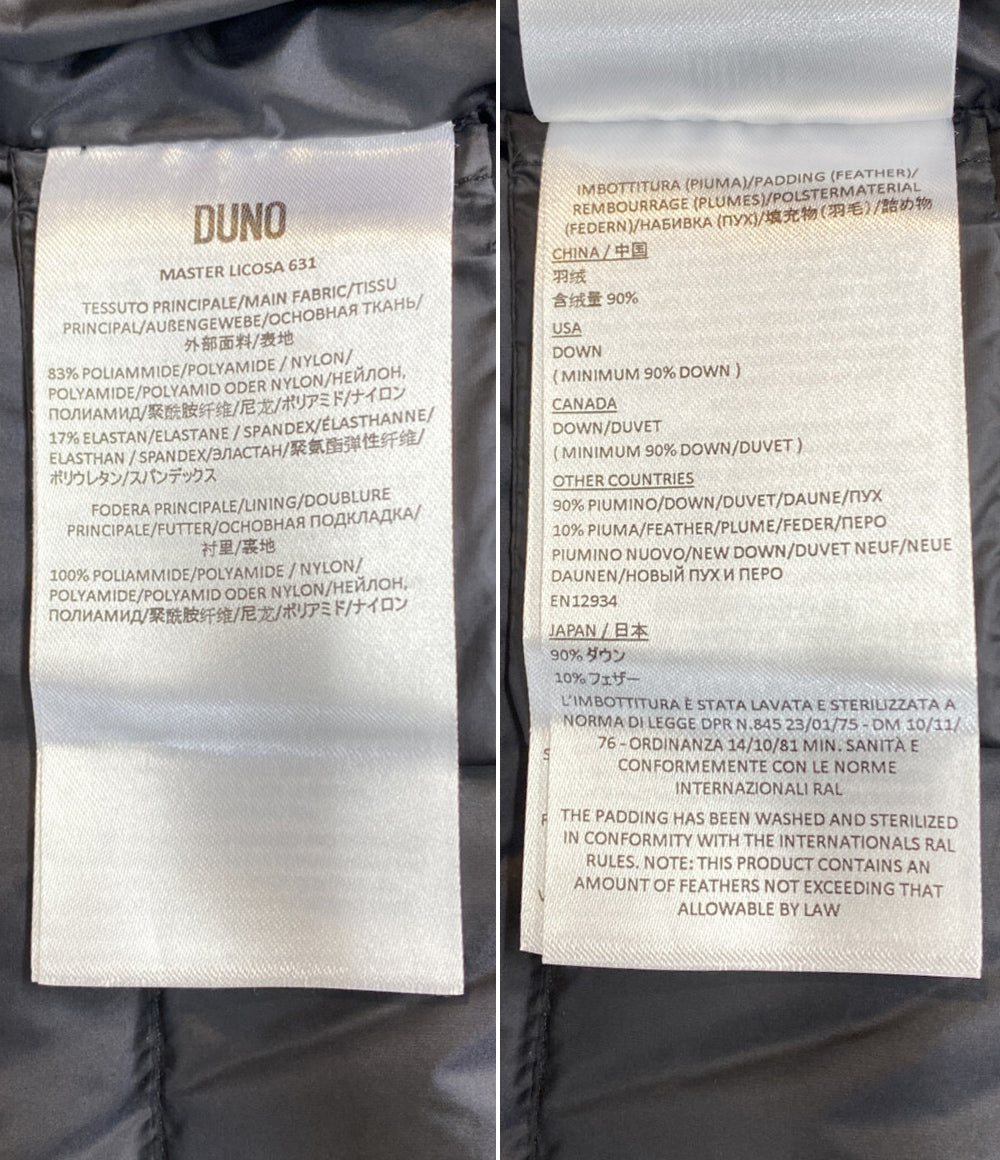 DUNO
MASTER LICOSA 631
TESSUTO PRINCIPALE/MAIN FABRIC/TISSU
PRINCIPAL/AUßENGEWEBE/ОСНОВНАЯ ТКАНЬ/
外部面料/表地
83% POLIAMMIDE/POLYAMIDE / NYLON/
POLYAMIDE/POLYAMID ODER NYLON/НЕЙЛОН,
ПОЛИАМИД/聚酰胺纤维/尼龙/ポリアミド/ナイロン
17% ELASTAN/ELASTANE / SPANDEX/ÉLASTHANNE/
ELASTHAN / SPANDEX/ЭЛАСТАН/聚氨酯弹性纤维/
ポリウレタン/スパンデックス
FODERA PRINCIPALE/LINING/DOUBLURE
PRINCIPALE/FUTTER/ОСНОВНАЯ ПОДКЛАДКА/
衬里/裏地
100% POLIAMMIDE/POLYAMIDE / NYLON/
POLYAMIDE/POLYAMID ODER NYLON/НЕЙЛОН,
ПОЛИАМИД/聚酰胺纤维/尼龙/ポリアミド/ナイロン
IMBOTTITURA (PIUMA)/PADDING (FEATHER)/
REMBOURRAGE (PLUMES)/POLSTERMATERIAL
(FEDERN)/НАБИВКА (ПУХ)/填充物(羽毛)/詰め物
CHINA / 中国
羽绒
含绒量 90%
USA
DOWN
( MINIMUM 90% DOWN )
CANADA
DOWN/DUVET
( MINIMUM 90% DOWN/DUVET )
OTHER COUNTRIES
90% PIUMINO/DOWN/DUVET/DAUNE/ПУХ
10% PIUMA/FEATHER/PLUME/FEDER/ПЕРО
PIUMINO NUOVO/NEW DOWN/DUVET NEUF/NEUE
DAUNEN/НОВЫЙ ПУХ И ПЕРО
EN12934
JAPAN / 日本
90% ダウン
10% フェザー
L'IMBOTTITURA È STATA LAVATA E STERILIZZATA A
NORMA DI LEGGE DPR N.845 23/01/75 - DM 10/11/
76 - ORDINANZA 14/10/81 MIN. SANITÀ E
CONFORMEMENTE CON LE NORME
INTERNAZIONALI RAL
THE PADDING HAS BEEN WASHED AND STERILIZED
IN CONFORMITY WITH THE INTERNATIONALS RAL
RULES. NOTE: THIS PRODUCT CONTAINS AN
AMOUNT OF FEATHERS NOT EXCEEDING THAT
ALLOWABLE BY LAW